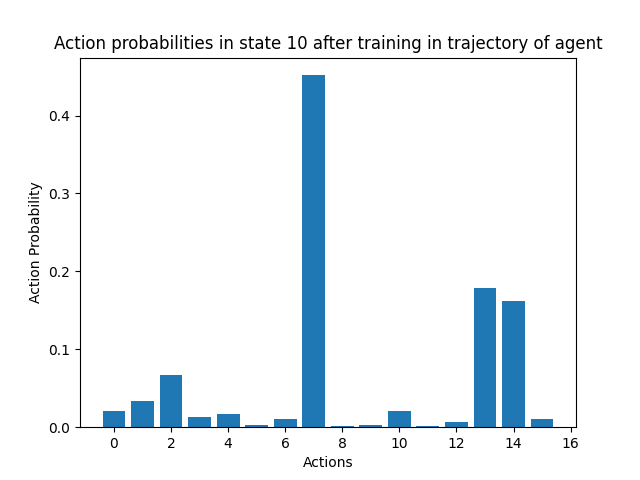 Action probabilities in state 10 after training in trajectory of agent
0.4
0.3
0.2
0.1
0.0
Action Probability
0 2 4 6 8 10 12 14 16
Actions